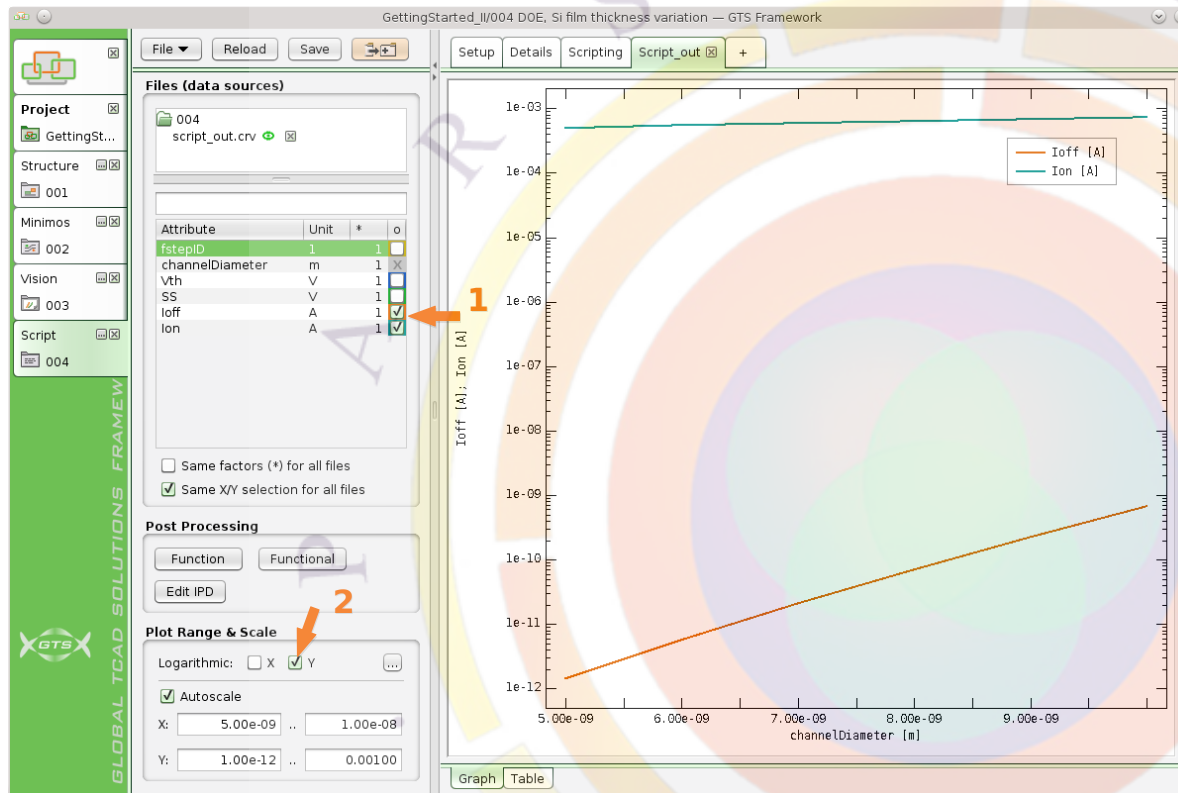 GettingStarted_II/004 DOE, Si film thickness variation — GTS Framework
Project
GettingSt...
Structure
001
Minimos
002
Vision
003
Script
004
GLOBAL TCAD SOLUTIONS FRAMEW
GTS
File Reload Save
Files (data sources)
004
script_out.crv
Attribute Unit * o
fstepID 1 1
channelDiameter m 1 X
Vth V 1
SS V 1
Ioff A 1
Ion A 1
1
Same factors (*) for all files
Same X/Y selection for all files
Post Processing
Function Functional
Edit IPD
2
Plot Range & Scale
Logarithmic: X Y ...
Autoscale
X: 5.00e-09 .. 1.00e-08
Y: 1.00e-12 .. 0.00100
Setup Details Scripting Script_out +
1e-03
1e-04
1e-05
1e-06
1e-07
1e-08
1e-09
1e-10
1e-11
1e-12
Ioff [A]; Ion [A]
Ioff [A]
Ion [A]
5.00e-09 6.00e-09 7.00e-09 8.00e-09 9.00e-09
channelDiameter [m]
Graph Table